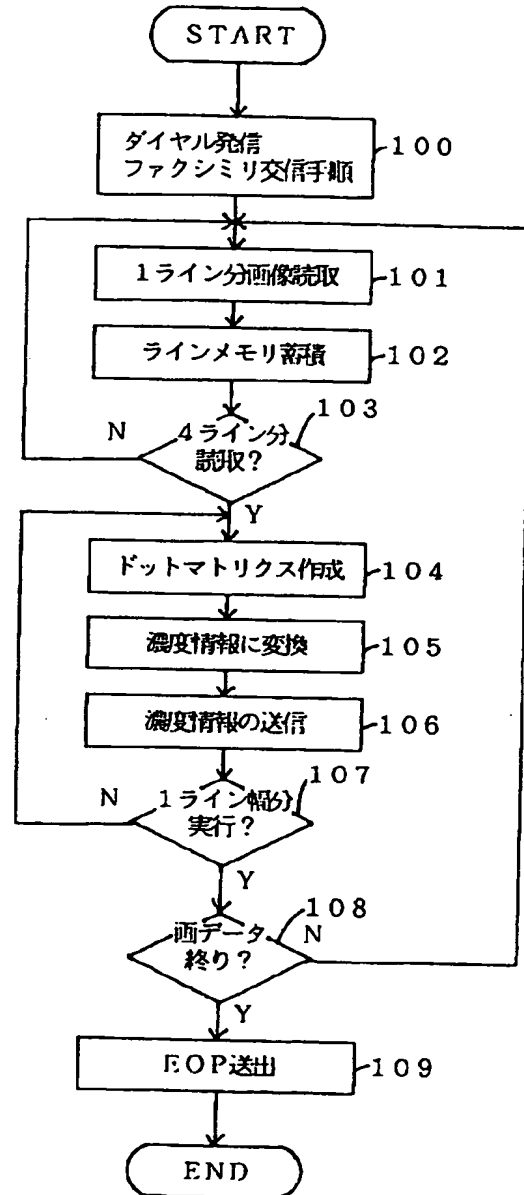 START
ダイヤル発信
ファクシミリ交信手順
100
1ライン分画像読取
101
ラインメモリ蓄積
102
103
N
4ライン分
読取?
Y
ドットマトリクス作成
104
濃度情報に変換
105
濃度情報の送信
106
107
N
1ライン幅分
実行?
Y
108
画データ
終り?
N
Y
EOP送出
109
END